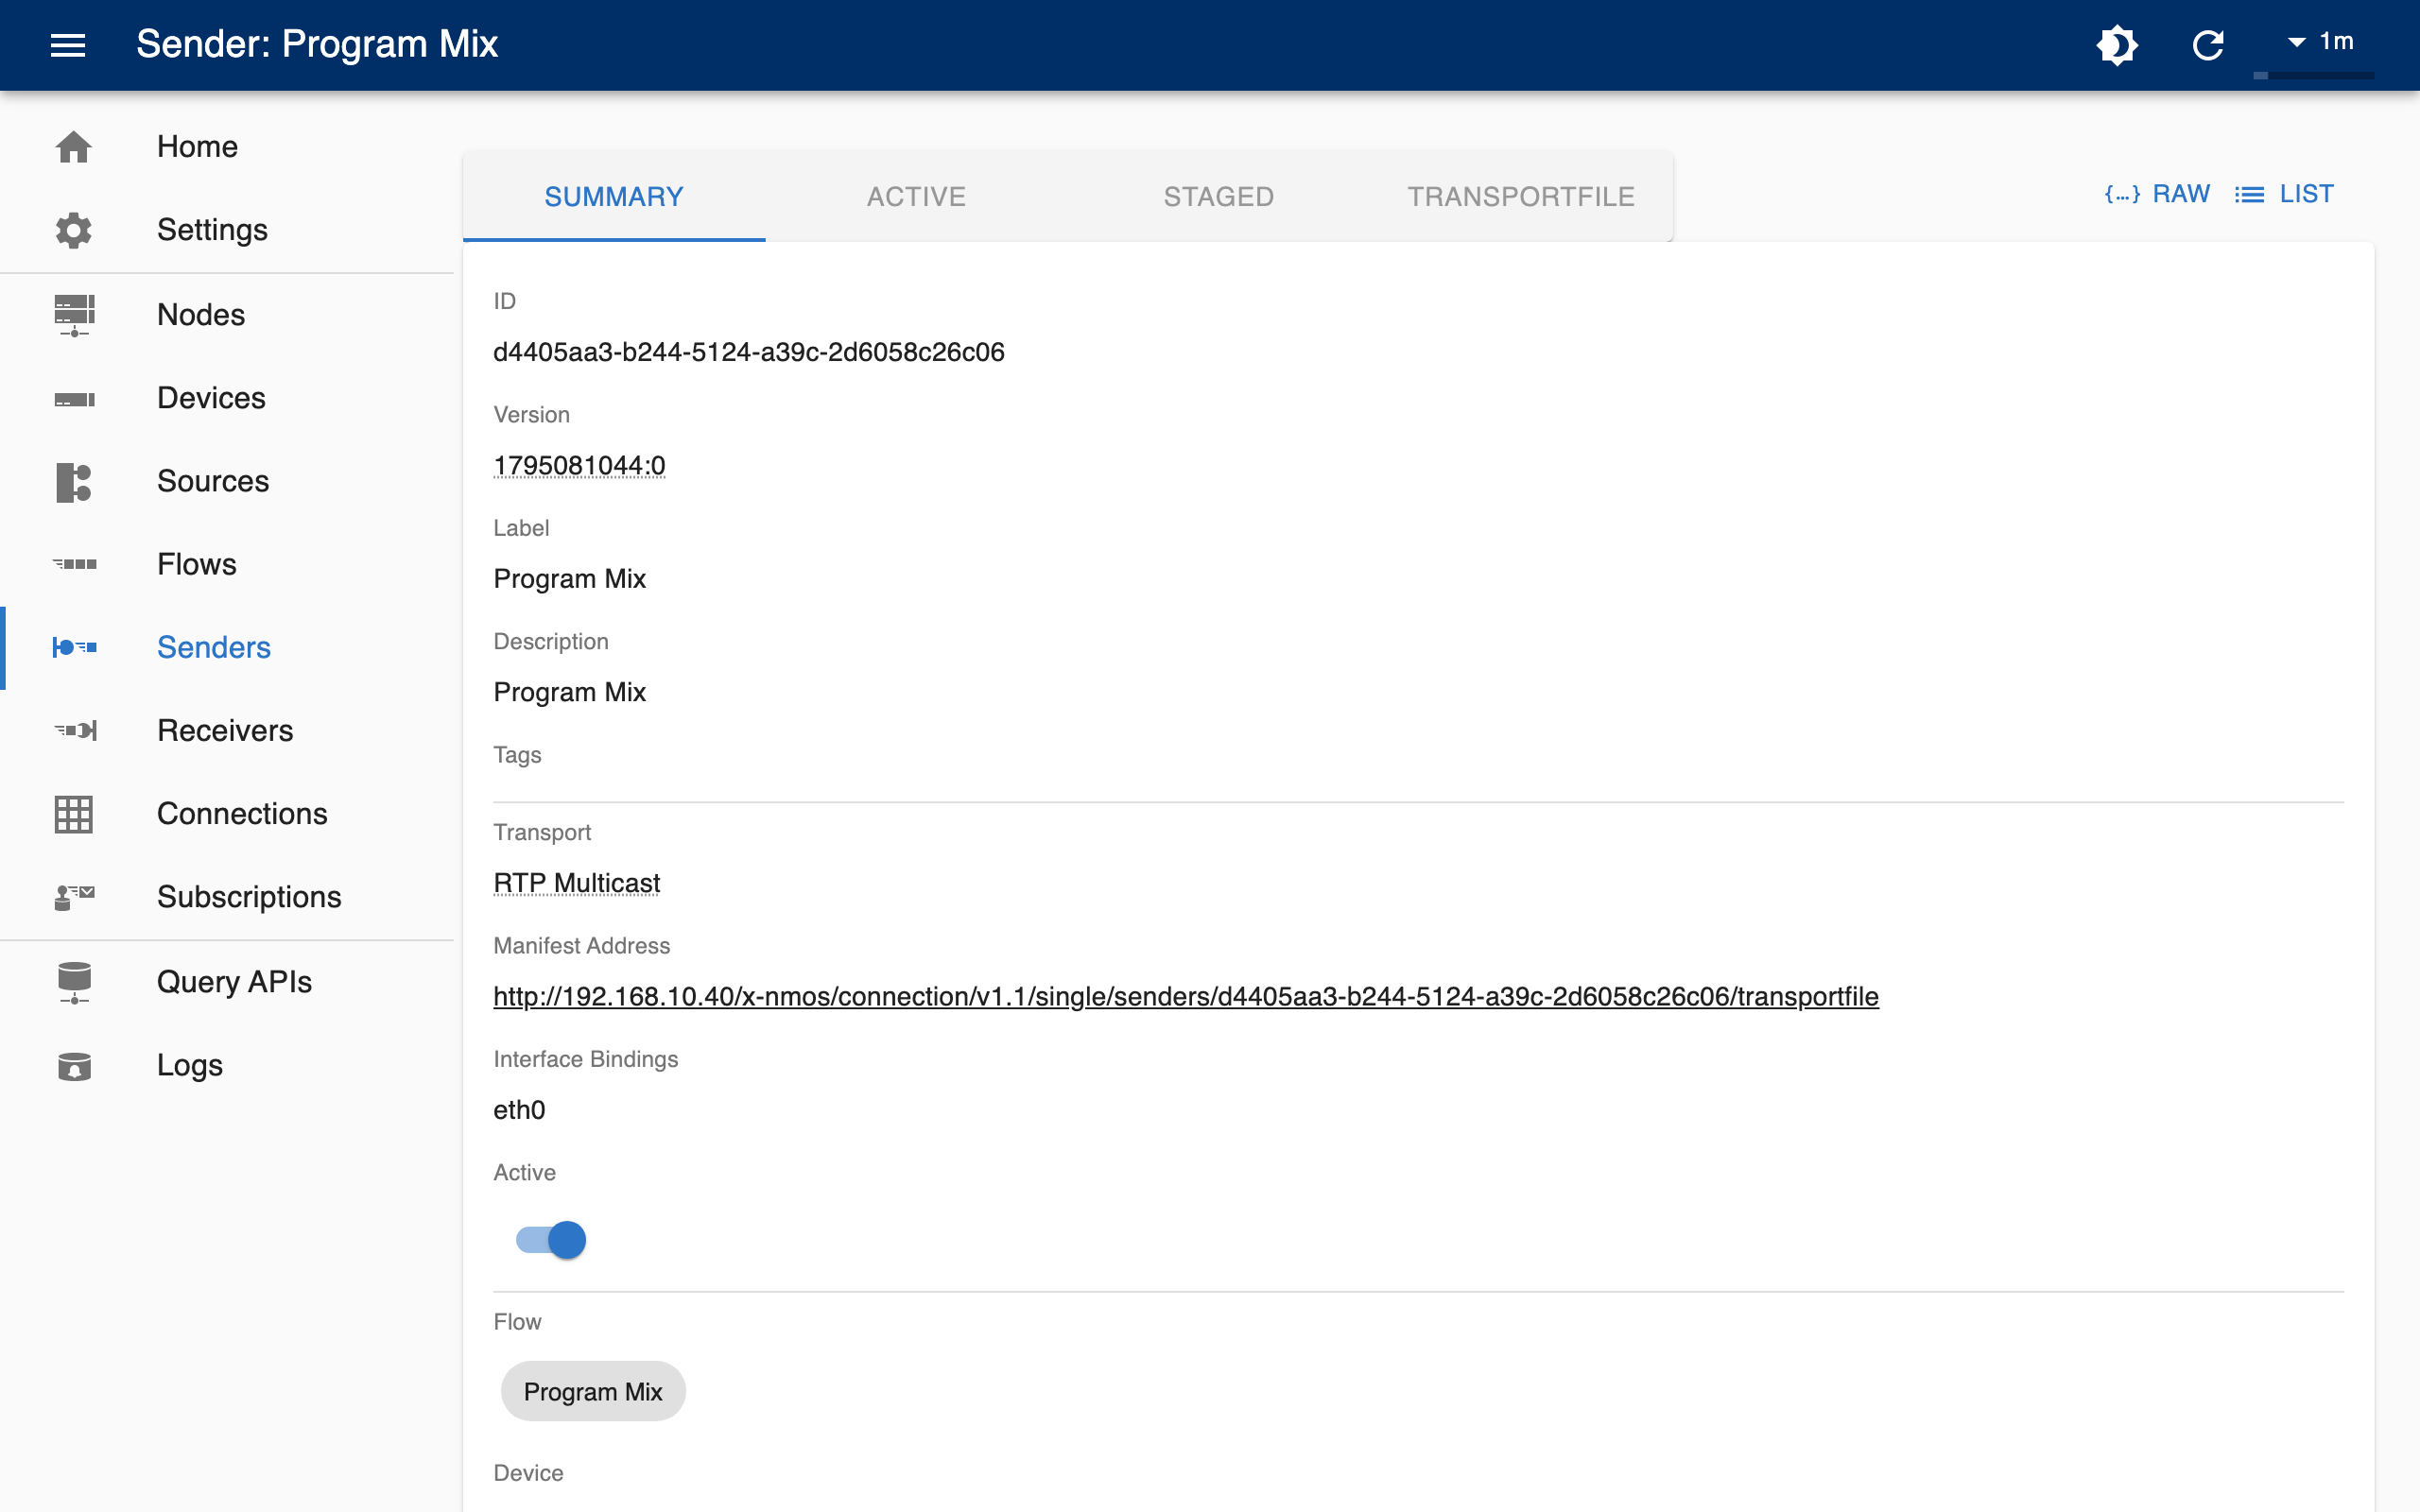 Sender: Program Mix
1m
Home
Settings
Nodes
Devices
Sources
Flows
Senders
Receivers
Connections
Subscriptions
Query APIs
Logs
SUMMARY
ACTIVE
STAGED
TRANSPORTFILE
{...} RAW
LIST
ID
d4405aa3-b244-5124-a39c-2d6058c26c06
Version
1795081044:0
Label
Program Mix
Description
Program Mix
Tags
Transport
RTP Multicast
Manifest Address
http://192.168.10.40/x-nmos/connection/v1.1/single/senders/d4405aa3-b244-5124-a39c-2d6058c26c06/transportfile
Interface Bindings
eth0
Active
Flow
Program Mix
Device